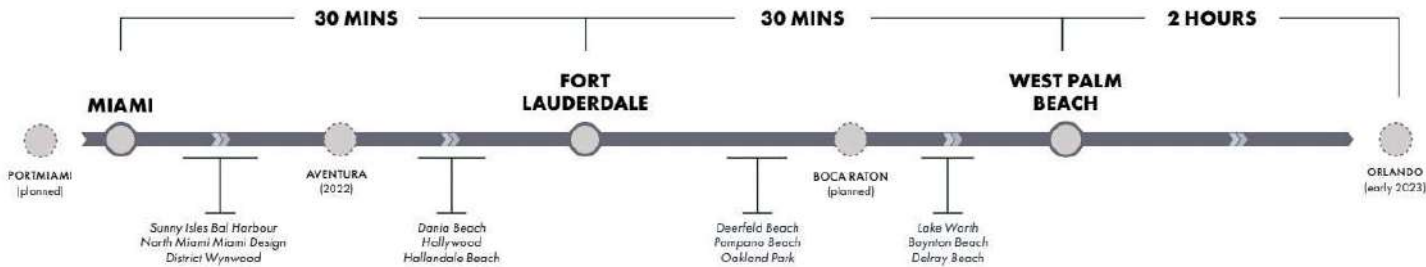 30 MINS
30 MINS
2 HOURS
MIAMI
FORT
LAUDERDALE
WEST PALM
BEACH
PORTMIAMI
(planned)
AVENTURA
(2022)
BOCA RATON
(planned)
ORLANDO
(early 2023)
Sunny Isles Bal Harbour
North Miami Miami Design
District Wynwood
Dania Beach
Hollywood
Hallandale Beach
Deerfeld Beach
Pompano Beach
Oakland Park
Lake Worth
Boynton Beach
Delray Beach